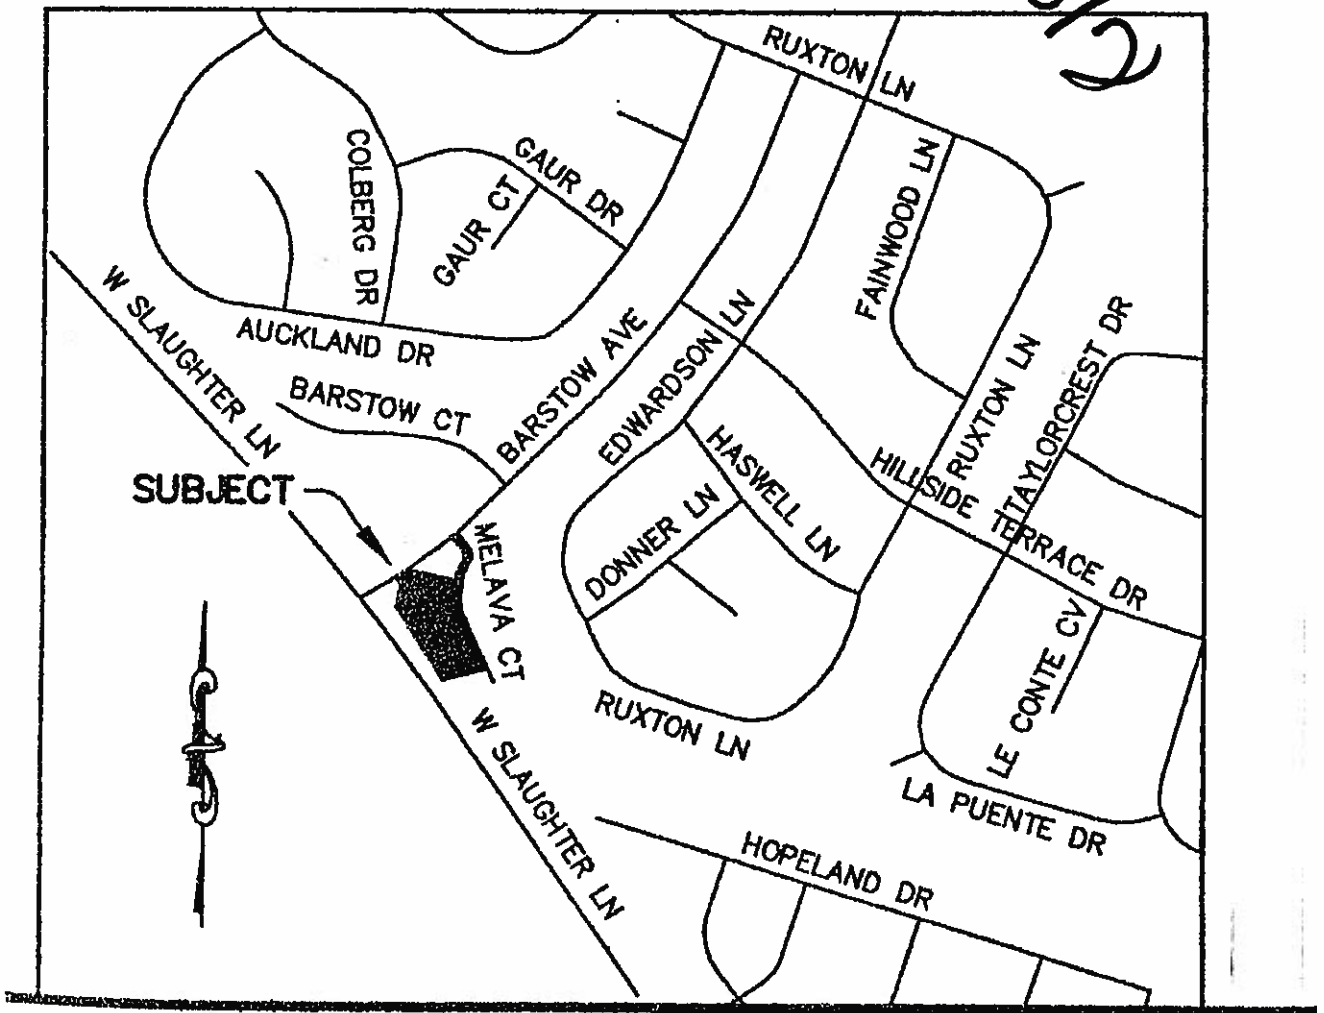 RUXTON LN
COLBERG DR
GAUR DR
GAUR CT
FAINWOOD LN
W SLAUGHTER LN
AUCKLAND DR
BARSTOW CT
BARSTOW AVE
EDWARDSON LN
RUXTON LN
TAYLORCREST DR
HASWELL LN
HILLSIDE TERRACE DR
SUBJECT
DONNER LN
MELAVA CT
LE CONTE CV
RUXTON LN
W SLAUGHTER LN
LA PUENTE DR
HOPELAND DR